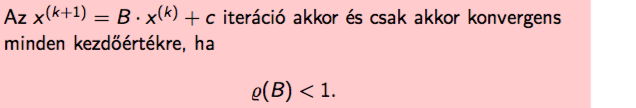 Az x^(k+1) = B · x^(k) + c iteráció akkor és csak akkor konvergens
minden kezdőértékre, ha
ϱ(B) < 1.